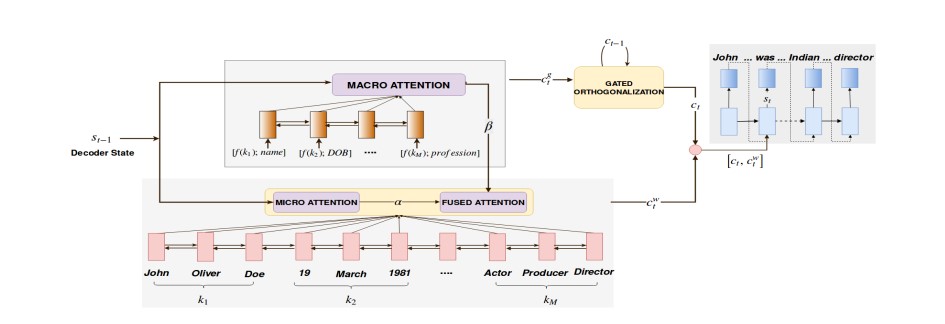 c_{t-1}
John ... was ... Indian ... director
MACRO ATTENTION
c_t^g
GATED
ORTHOGONALIZATION
c_t
s_t
s_{t-1}
Decoder State
β
[f(k_1); name] [f(k_2); DOB] .... [f(k_M); profession]
[c_t, c_t^w]
MICRO ATTENTION α FUSED ATTENTION
c_t^w
John Oliver Doe 19 March 1981 .... Actor Producer Director
k_1 k_2 k_M